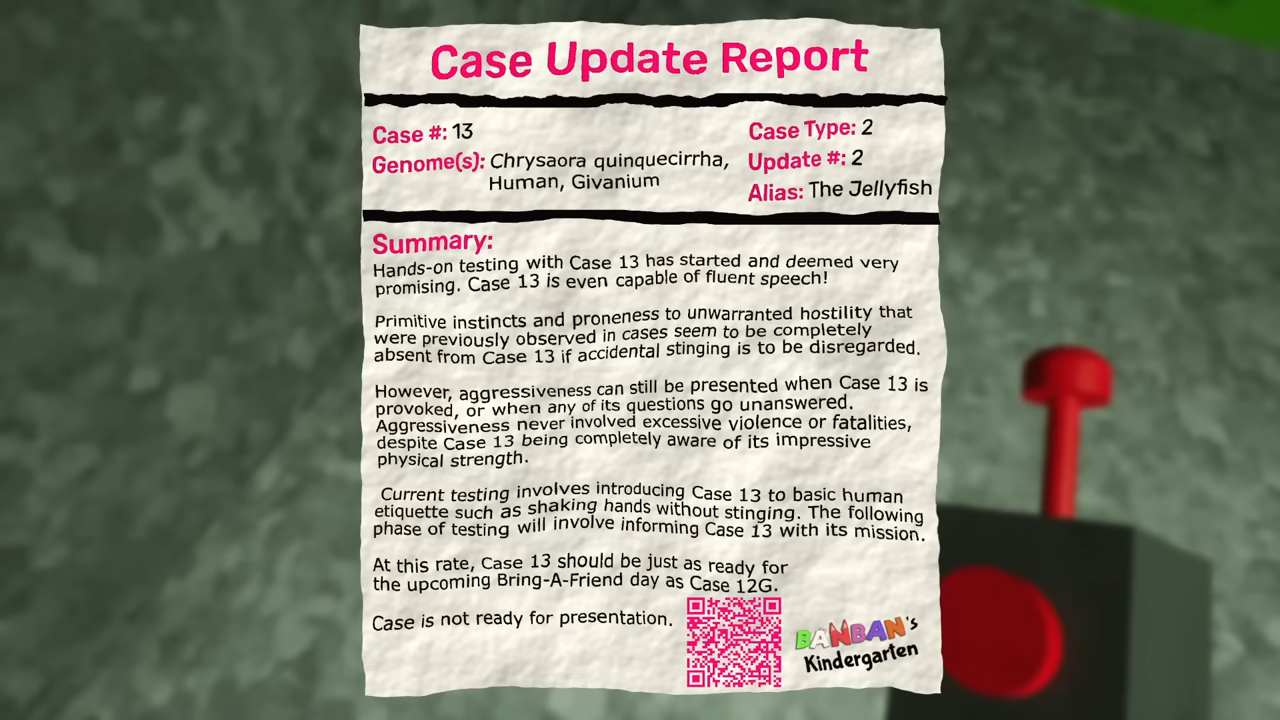 Case Update Report
Case #: 13
Case Type: 2
Genome(s): Chrysaora quinquecirrha,
Human, Givanium
Update #: 2
Alias: The Jellyfish
Summary:
Hands-on testing with Case 13 has started and deemed very
promising. Case 13 is even capable of fluent speech!
Primitive instincts and proneness to unwarranted hostility that
were previously observed in cases seem to be completely
absent from Case 13 if accidental stinging is to be disregarded.
However, aggressiveness can still be presented when Case 13 is
provoked, or when any of its questions go unanswered.
Aggressiveness never involved excessive violence or fatalities,
despite Case 13 being completely aware of its impressive
physical strength.
Current testing involves introducing Case 13 to basic human
etiquette such as shaking hands without stinging. The following
phase of testing will involve informing Case 13 with its mission.
At this rate, Case 13 should be just as ready for
the upcoming Bring-A-Friend day as Case 12G.
Case is not ready for presentation.
BANBAN's
Kindergarten